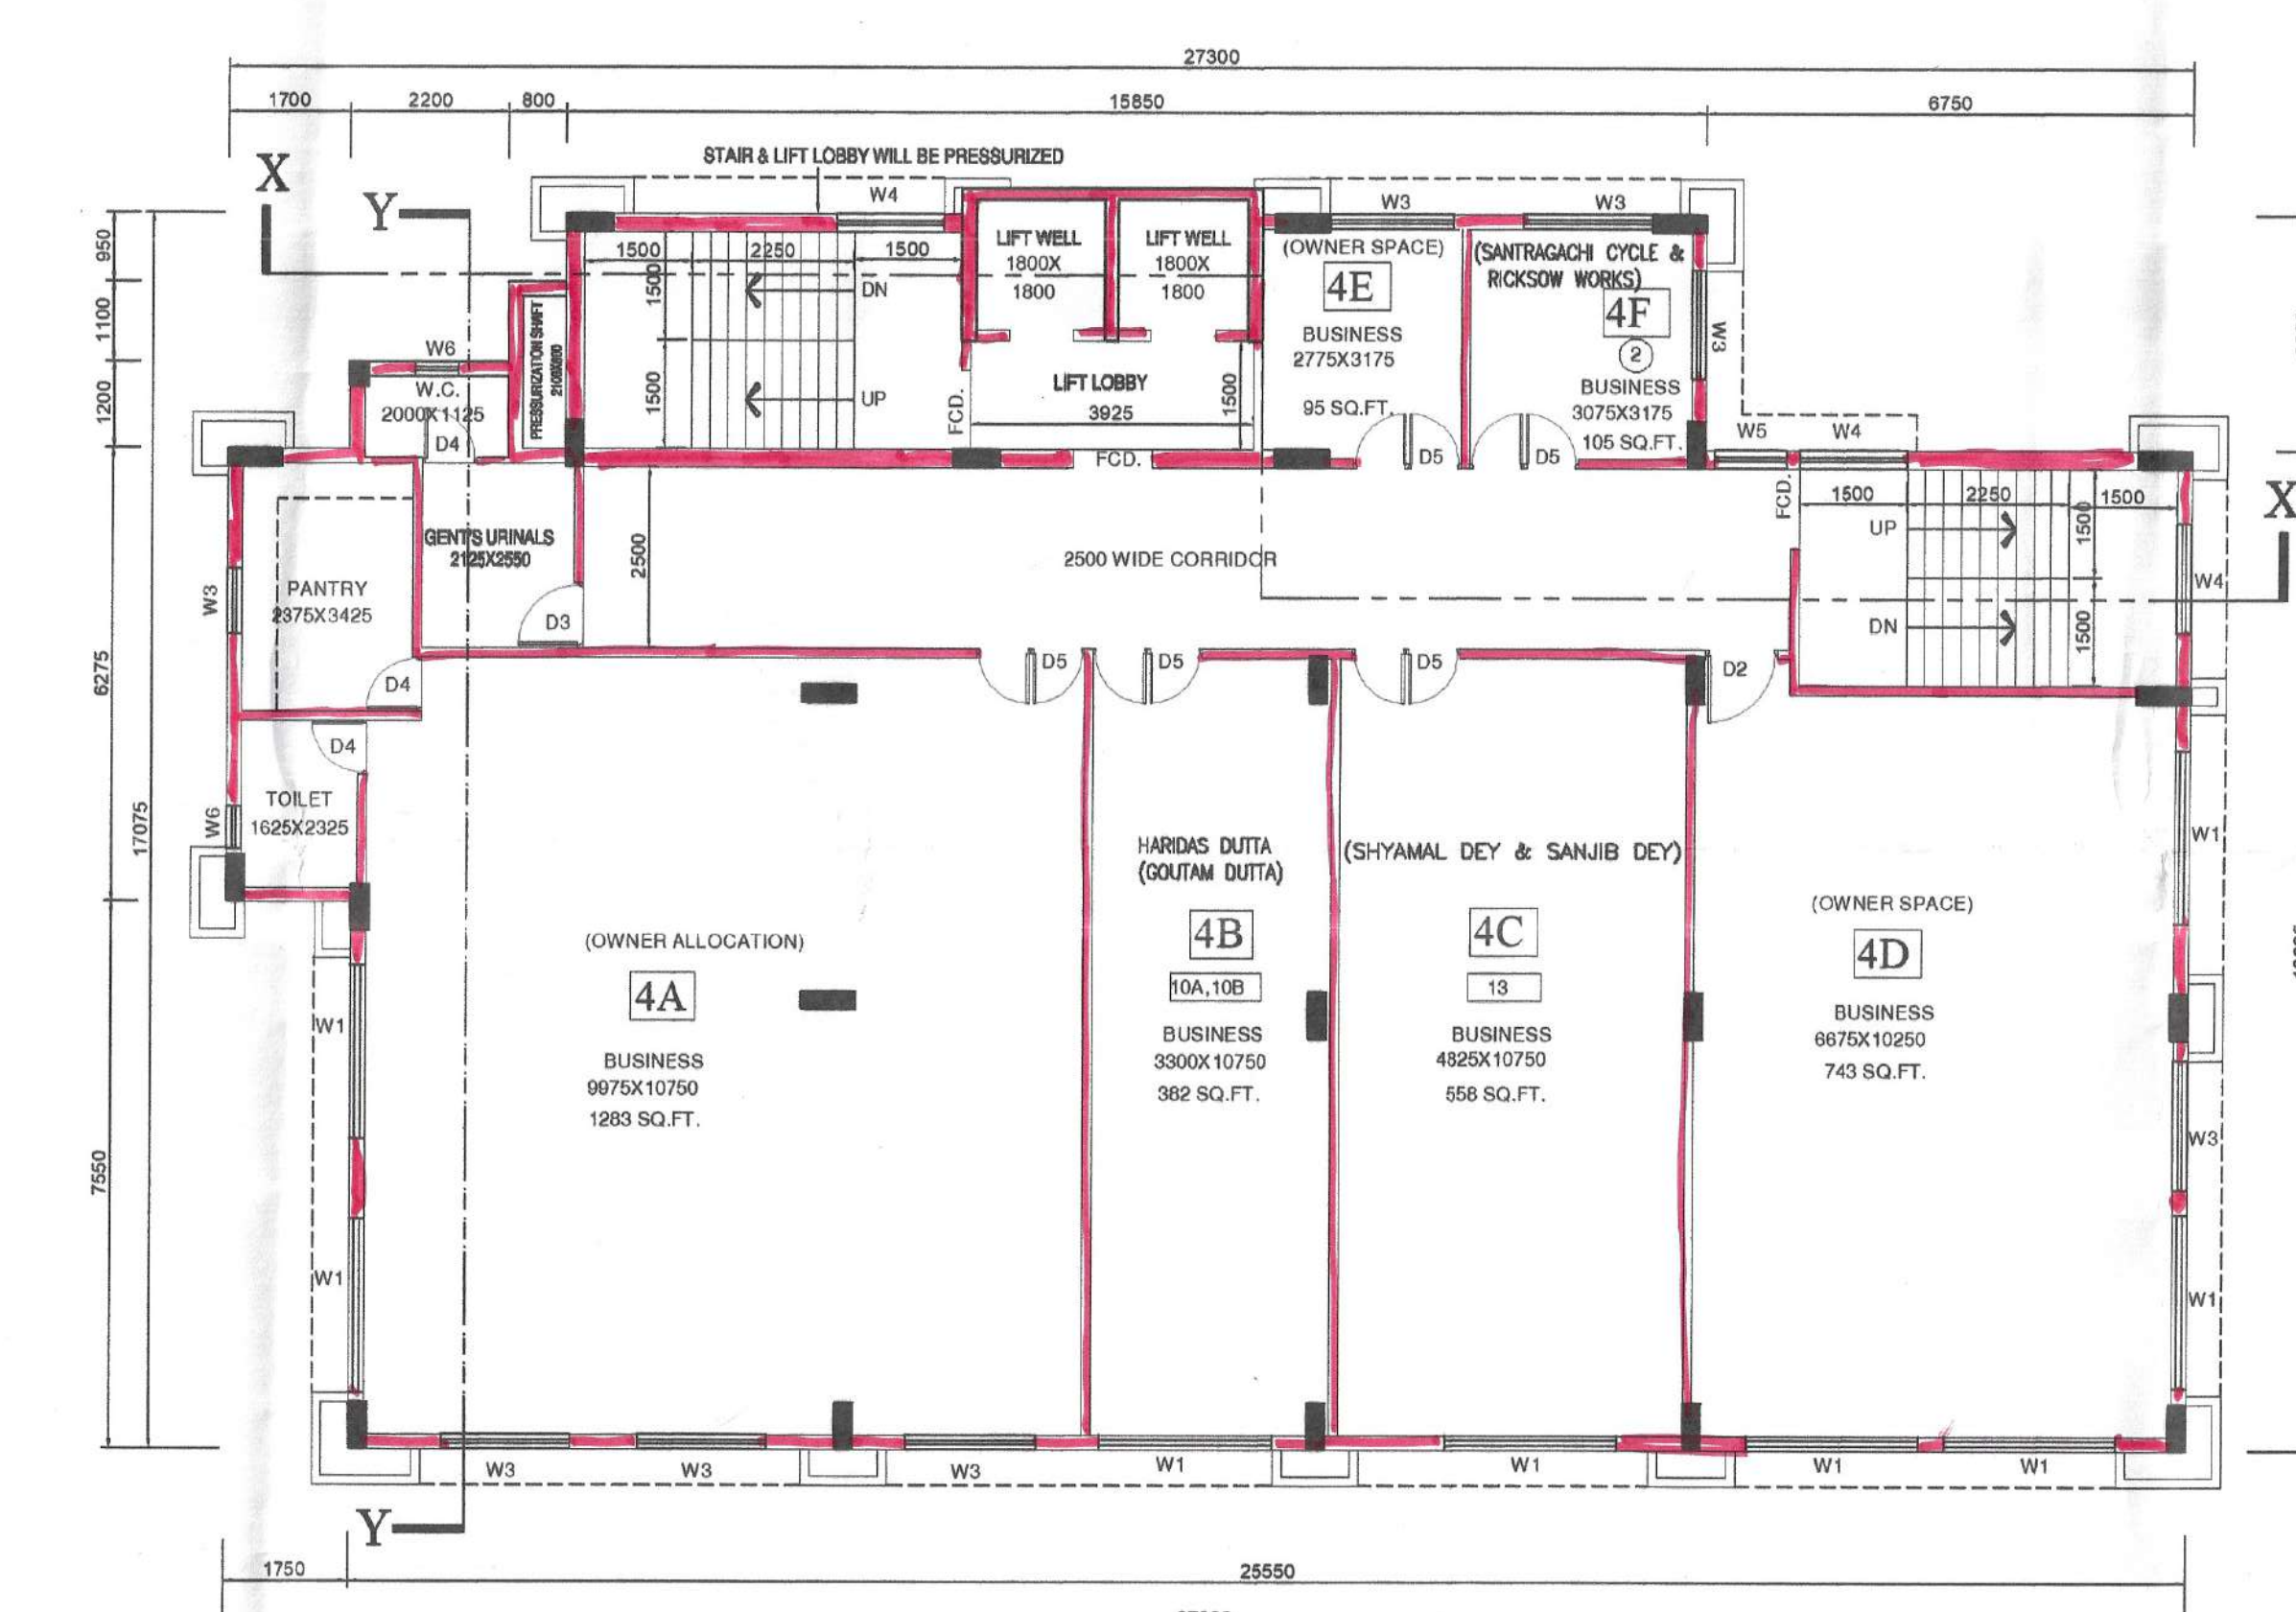 27300
1700
2200
800
15850
6750
STAIR & LIFT LOBBY WILL BE PRESSURIZED
X
Y
W4
W3
W3
950
1100
1200
6275
7550
17075
1500
2250
1500
1500
1500
DN
UP
LIFT WELL
1800X
1800
LIFT WELL
1800X
1800
(OWNER SPACE)
4E
BUSINESS
2775X3175
95 SQ.FT.
(SANTRAGACHI CYCLE &
RICKSOW WORKS)
4F
2
BUSINESS
3075X3175
105 SQ.FT.
W3
W6
W.C.
2000X1125
D4
PRESSURIZATION SHAFT
FCD.
LIFT LOBBY
3925
1500
FCD.
D5
D5
W5
W4
FCD.
1500
2250
1500
1500
1500
UP
DN
X
W4
GENT'S URINALS
2125X2550
2500
2500 WIDE CORRIDOR
W3
PANTRY
2375X3425
D3
D4
D5
D5
D5
D2
D4
TOILET
1625X2325
W6
W1
HARIDAS DUTTA
(GOUTAM DUTTA)
4B
10A,10B
BUSINESS
3300X10750
382 SQ.FT.
(SHYAMAL DEY & SANJIB DEY)
4C
13
BUSINESS
4825X10750
558 SQ.FT.
(OWNER SPACE)
4D
BUSINESS
6675X10250
743 SQ.FT.
(OWNER ALLOCATION)
4A
BUSINESS
9975X10750
1283 SQ.FT.
W1
W3
W1
W1
W3
W3
W3
W1
W1
W1
W1
Y
1750
25550